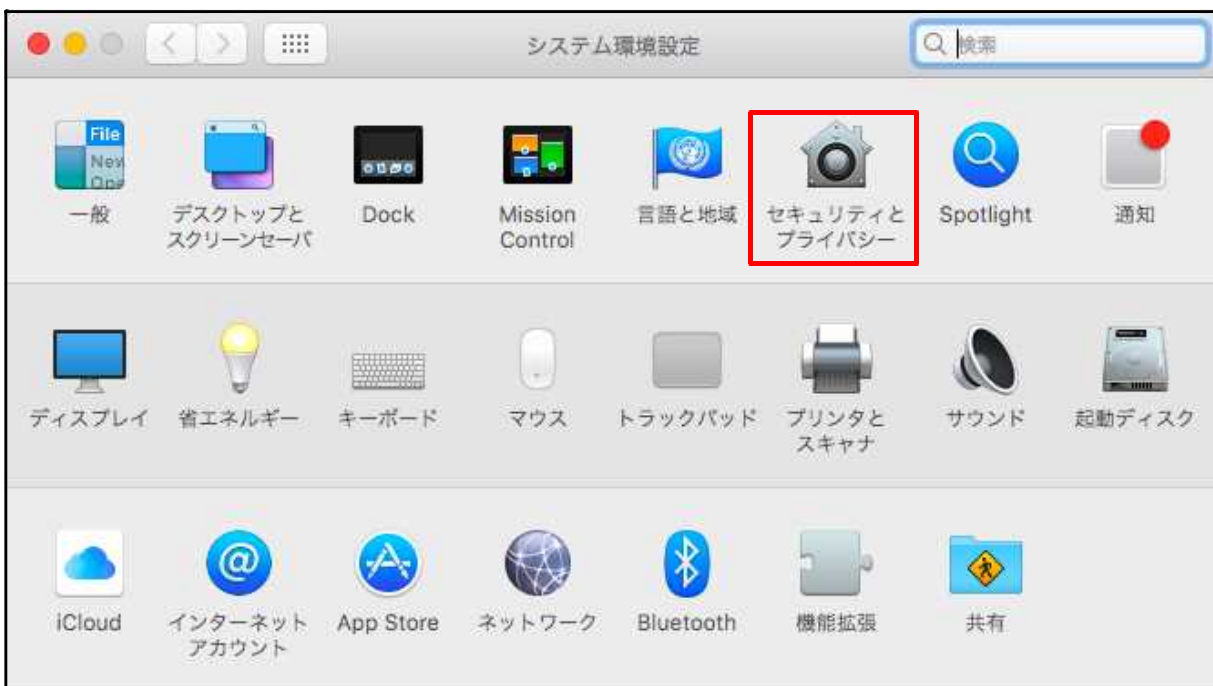 システム環境設定
検索
File
New
Ope
一般
デスクトップと
スクリーンセーバ
Dock
Mission
Control
言語と地域
セキュリティと
プライバシー
Spotlight
通知
ディスプレイ
省エネルギー
キーボード
マウス
トラックパッド
プリンタと
スキャナ
サウンド
起動ディスク
iCloud
インターネット
アカウント
App Store
ネットワーク
Bluetooth
機能拡張
共有